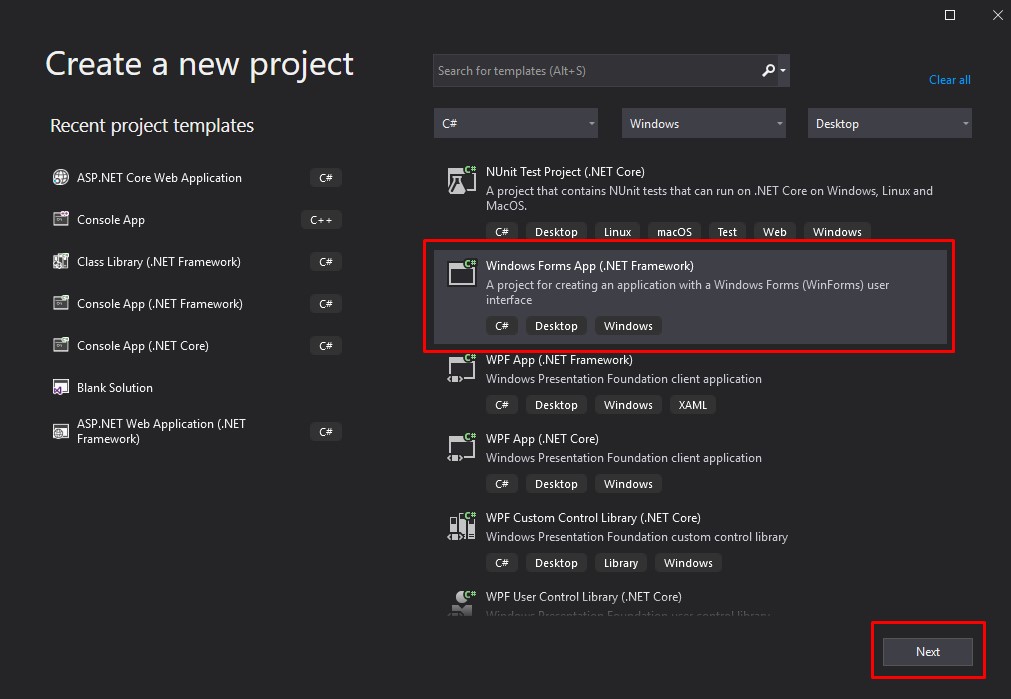 Create a new project
Search for templates (Alt+S)
Clear all
Recent project templates
C#
Windows
Desktop
ASP.NET Core Web Application
C#
Console App
C++
Class Library (.NET Framework)
C#
Console App (.NET Framework)
C#
Console App (.NET Core)
C#
Blank Solution
ASP.NET Web Application (.NET
Framework)
C#
C#
NUnit Test Project (.NET Core)
A project that contains NUnit tests that can run on .NET Core on Windows, Linux and
MacOS.
C# Desktop Linux macOS Test Web Windows
C#
Windows Forms App (.NET Framework)
A project for creating an application with a Windows Forms (WinForms) user
interface
C# Desktop Windows
C#
WPF App (.NET Framework)
Windows Presentation Foundation client application
C# Desktop Windows XAML
C#
WPF App (.NET Core)
Windows Presentation Foundation client application
C# Desktop Windows
C#
WPF Custom Control Library (.NET Core)
Windows Presentation Foundation custom control library
C# Desktop Library Windows
C#
WPF User Control Library (.NET Core)
Windows Presentation Foundation user control library
Next